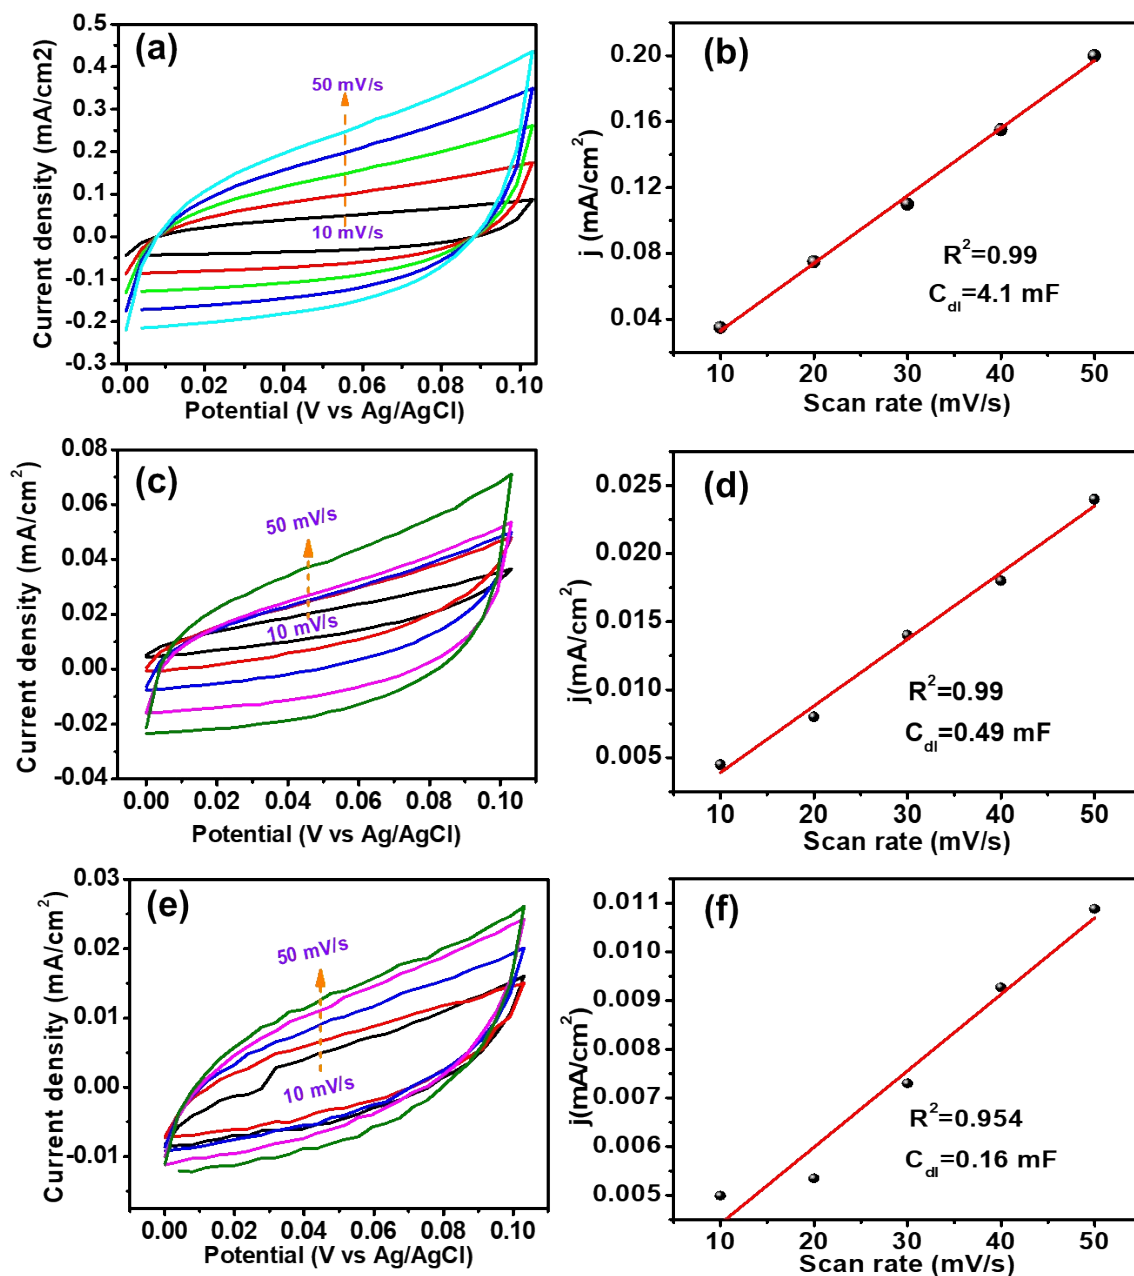 (a)
50 mV/s
10 mV/s
0.5
0.4
0.3
0.2
0.1
0.0
-0.1
-0.2
-0.3
Current density (mA/cm2)
0.00 0.02 0.04 0.06 0.08 0.10
Potential (V vs Ag/AgCl)
(b)
0.20
0.16
0.12
0.08
0.04
j (mA/cm²)
R²=0.99
C_dl=4.1 mF
10 20 30 40 50
Scan rate (mV/s)
(c)
50 mV/s
10 mV/s
0.08
0.06
0.04
0.02
0.00
-0.02
-0.04
Current density (mA/cm²)
0.00 0.02 0.04 0.06 0.08 0.10
Potential (V vs Ag/AgCl)
(d)
0.025
0.020
0.015
0.010
0.005
j(mA/cm²)
R²=0.99
C_dl=0.49 mF
10 20 30 40 50
Scan rate (mV/s)
(e)
50 mV/s
10 mV/s
0.03
0.02
0.01
0.00
-0.01
Current density (mA/cm²)
0.00 0.02 0.04 0.06 0.08 0.10
Potential (V vs Ag/AgCl)
(f)
0.011
0.010
0.009
0.008
0.007
0.006
0.005
j(mA/cm²)
R²=0.954
C_dl=0.16 mF
10 20 30 40 50
Scan rate (mV/s)